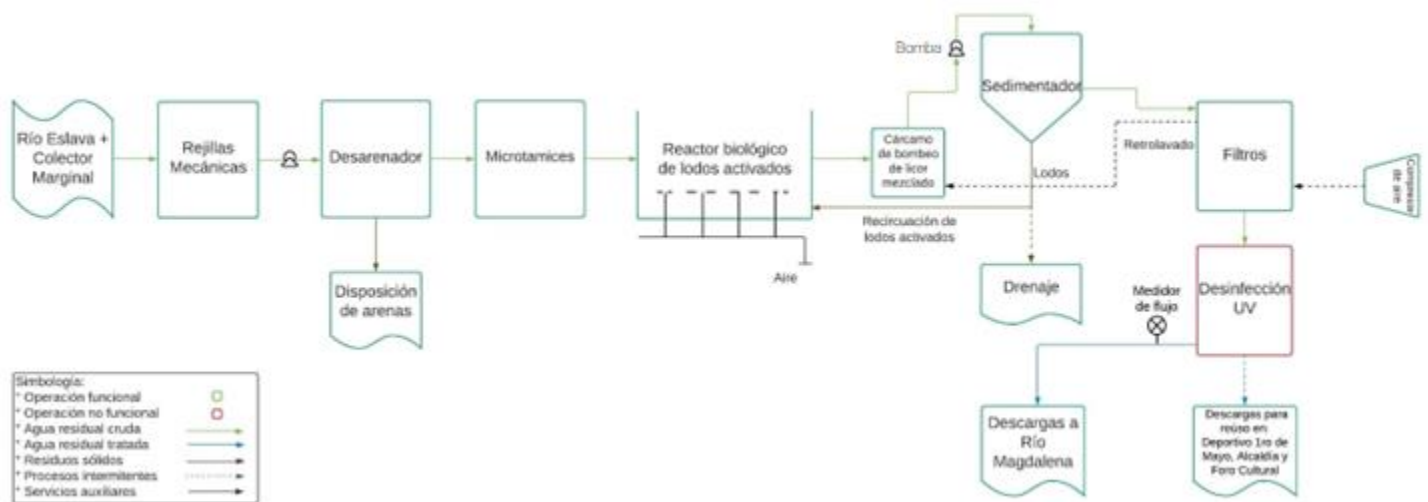 Bomba
Sedimentador
Río Eslava +
Colector
Marginal
Rejillas
Mecánicas
Desarenador
Microtamices
Reactor biológico
de lodos activados
Cárcamo
de bombeo
de licor
mezclado
Retrolavado
Filtros
Compresor
de aire
Lodos
Recircuación de
lodos activados
Aire
Disposición
de arenas
Drenaje
Medidor
de flujo
Desinfección
UV
Descargas a
Río
Magdalena
Descargas para
reúso en:
Deportivo 1ro de
Mayo, Alcaldía y
Foro Cultural
Simbología:
* Operación funcional
* Operación no funcional
* Agua residual cruda
* Agua residual tratada
* Residuos sólidos
* Procesos intermitentes
* Servicios auxiliares